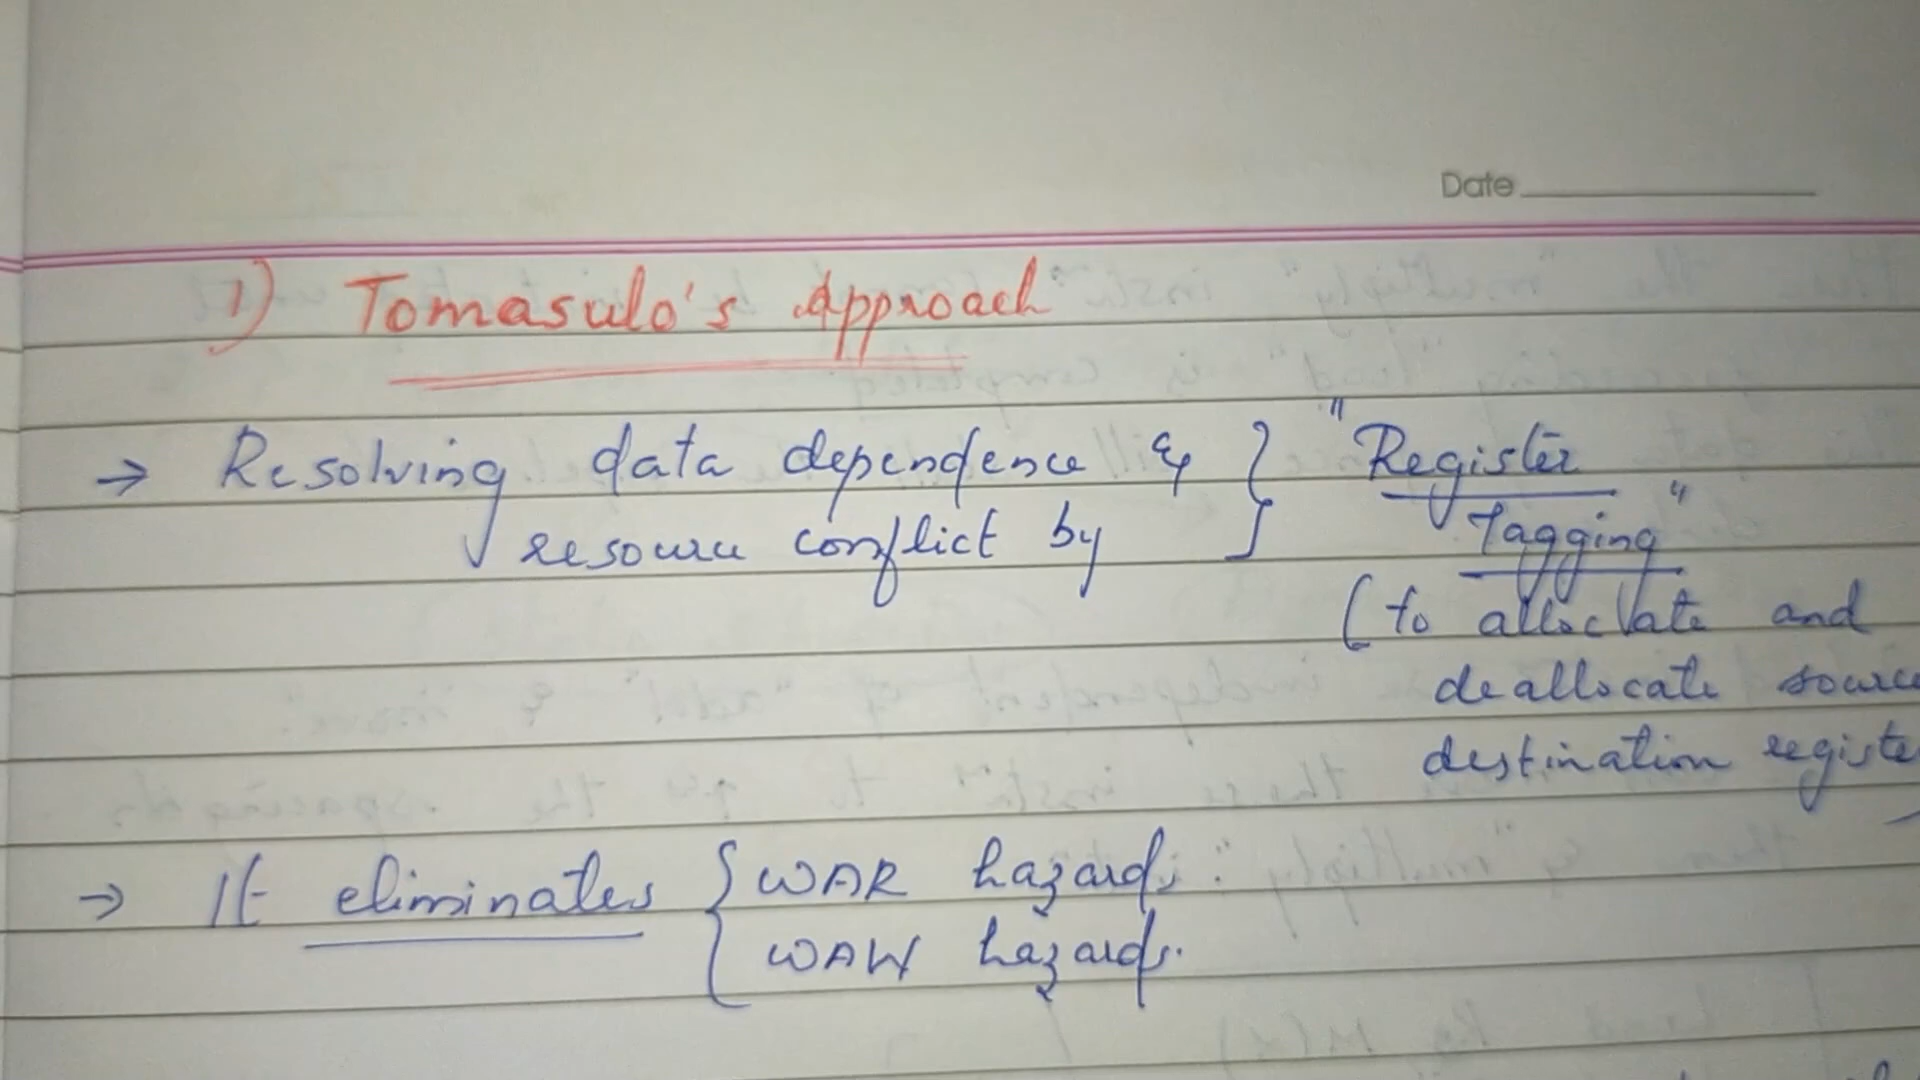 Date
1) Tomasulo's Approach
→ Resolving data dependence & } "Register
resource conflict by Tagging"
(to allocate and
deallocate source
destination registe
→ It eliminates { WAR hazards.
WAW hazards.